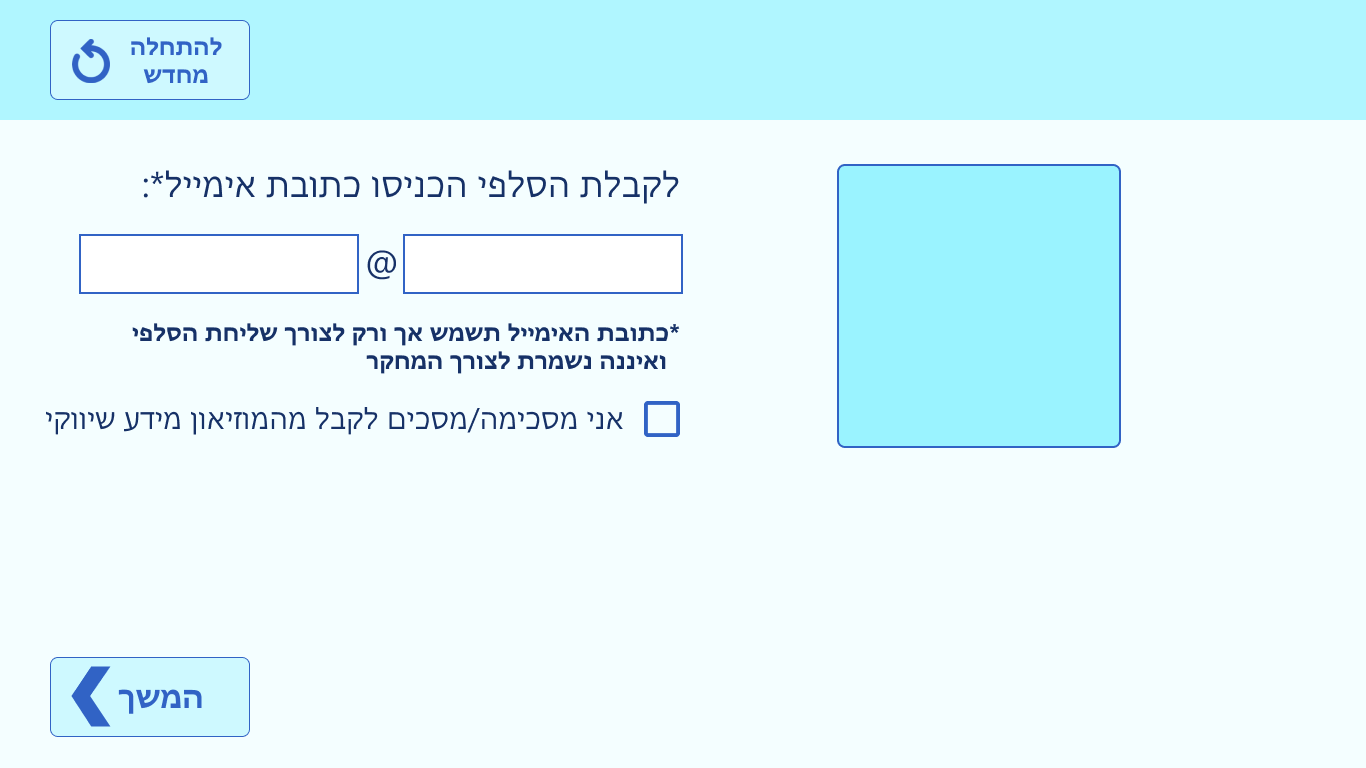 להתחלה
מחדש
לקבלת הסלפי הכניסו כתובת אימייל*:
@
*כתובת האימייל תשמש אך ורק לצורך שליחת הסלפי
ואיננה נשמרת לצורך המחקר
אני מסכימה/מסכים לקבל מהמוזיאון מידע שיווקי
המשך